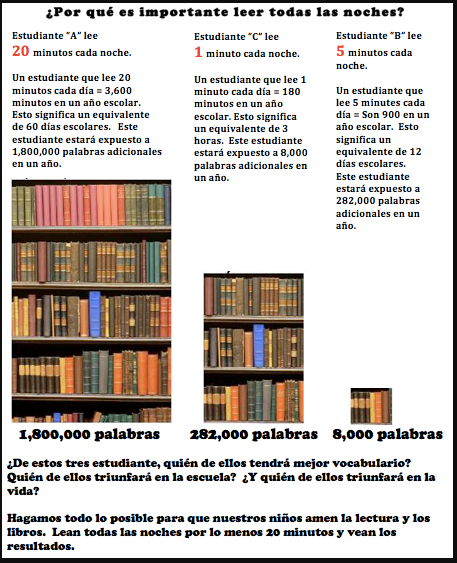 ¿Por qué es importante leer todas las noches?
Estudiante "A" lee
20 minutos cada noche.
Un estudiante que lee 20
minutos cada día = 3,600
minutos en un año escolar.
Esto significa un equivalente
de 60 días escolares. Este
estudiante estará expuesto a
1,800,000 palabras adicionales
en un año.
Estudiante "C" lee
1 minuto cada noche.
Un estudiante que lee 1
minuto cada día = 180
minutos en un año
escolar. Esto significa
un equivalente de 3
horas. Este estudiante
estará expuesto a 8,000
palabras adicionales en
un año.
Estudiante "B" lee
5 minutos cada
noche.
Un estudiante que
lee 5 minutes cada
día = Son 900 en un
año escolar. Esto
significa un
equivalente de 12
días escolares.
Este estudiante
estará expuesto a
282,000 palabras
adicionales en un
año.
1,800,000 palabras
282,000 palabras
8,000 palabras
¿De estos tres estudiante, quién de ellos tendrá mejor vocabulario?
Quién de ellos triunfará en la escuela? ¿Y quién de ellos triunfará en la
vida?
Hagamos todo lo posible para que nuestros niños amen la lectura y los
libros. Lean todas las noches por lo menos 20 minutos y vean los
resultados.